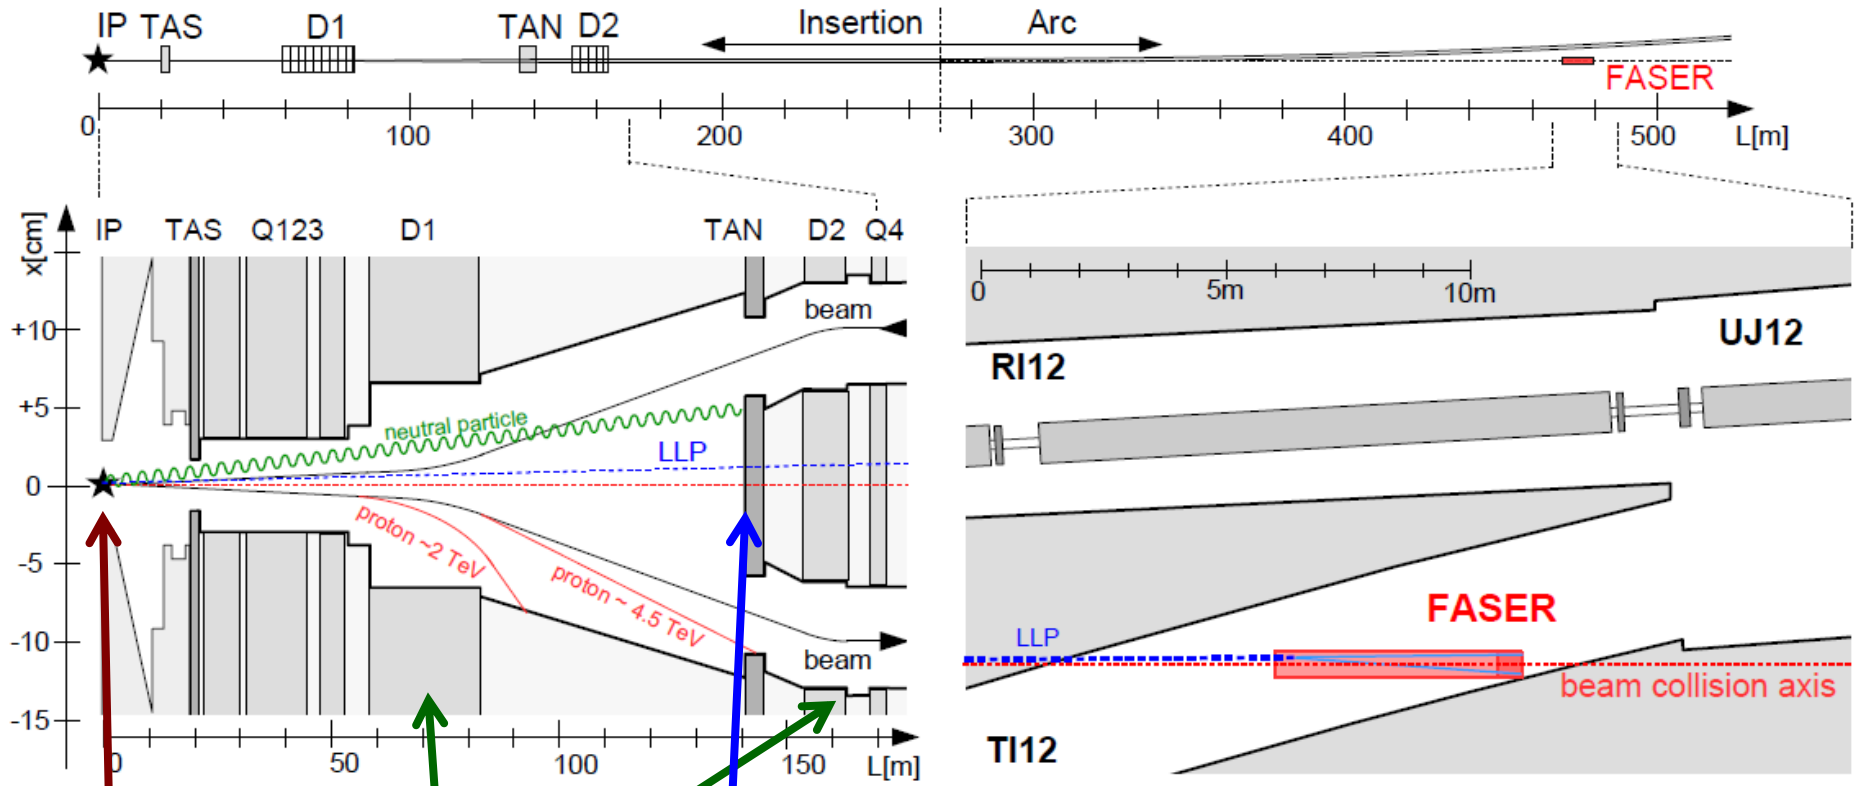 IP TAS D1 TAN D2 Insertion Arc
FASER
0 100 200 300 400 500 L[m]
x[cm]
IP TAS Q123 D1 TAN D2 Q4
+10
+5
0
-5
-10
-15
beam
neutral particle
LLP
proton ~2 TeV
proton ~ 4.5 TeV
beam
0 50 100 150 L[m]
0 5m 10m
RI12
UJ12
FASER
LLP
beam collision axis
TI12